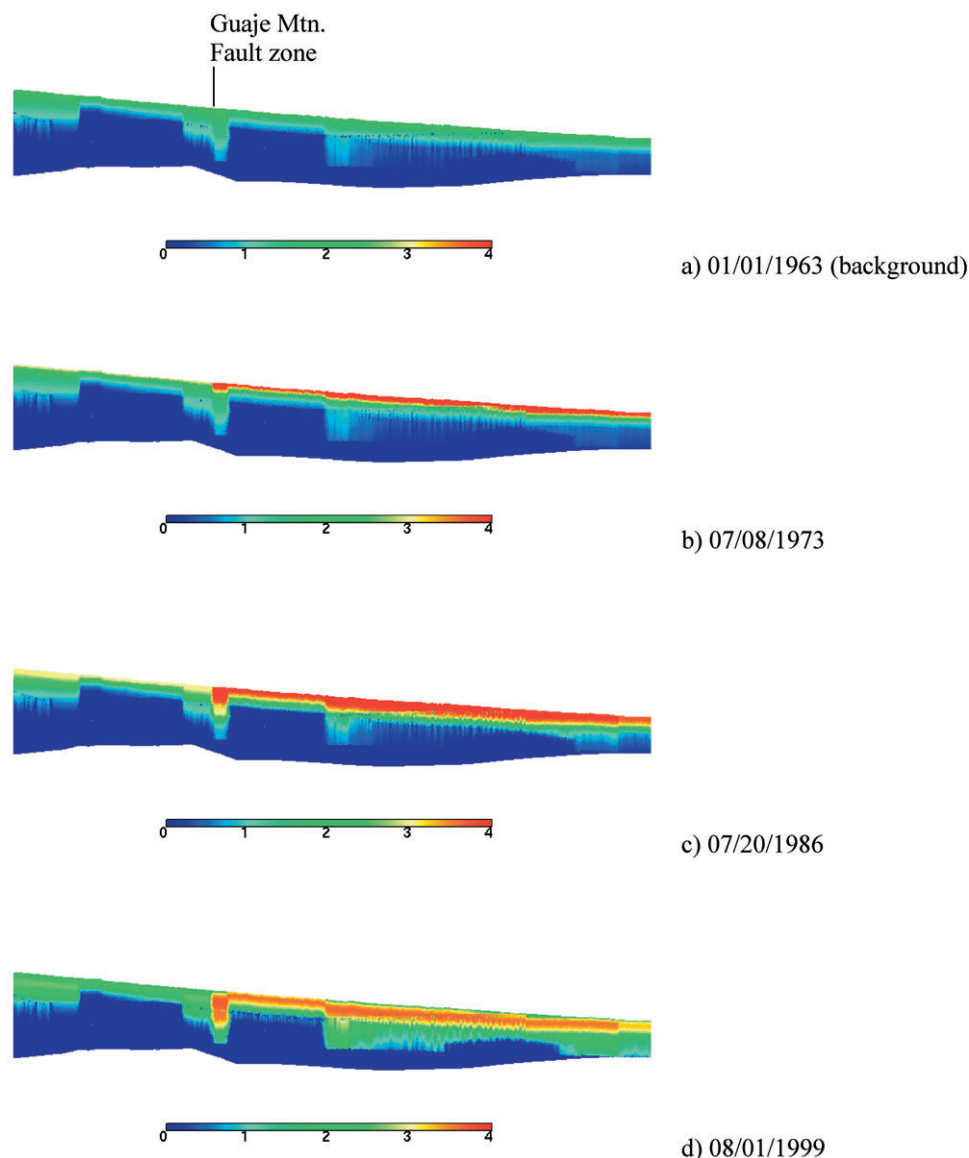 Guaje Mtn.
Fault zone
0 1 2 3 4
a) 01/01/1963 (background)
0 1 2 3 4
b) 07/08/1973
0 1 2 3 4
c) 07/20/1986
0 1 2 3 4
d) 08/01/1999